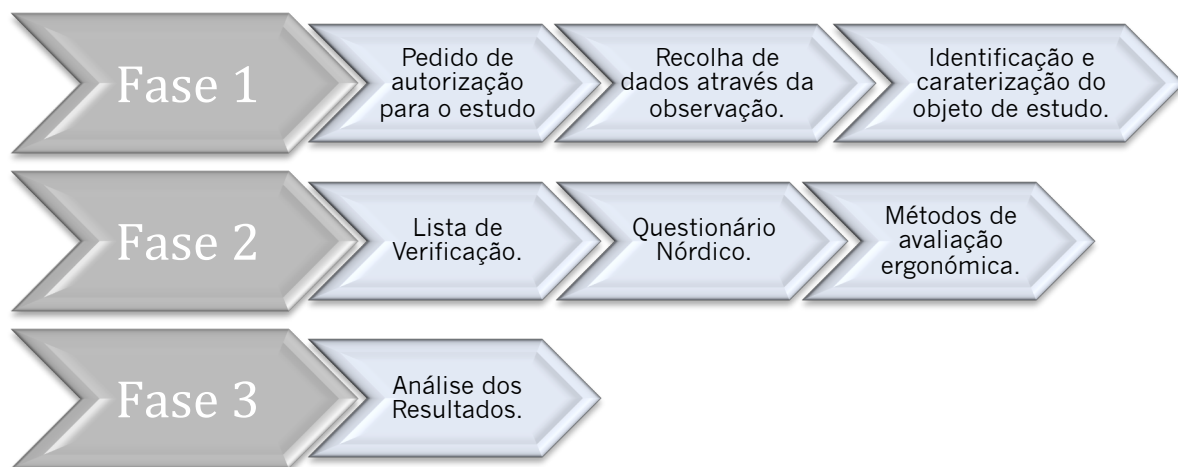 Fase 1
Pedido de
autorização
para o estudo
Recolha de
dados através da
observação.
Identificação e
caraterização do
objeto de estudo.
Fase 2
Lista de
Verificação.
Questionário
Nórdico.
Métodos de
avaliação
ergonómica.
Fase 3
Análise dos
Resultados.